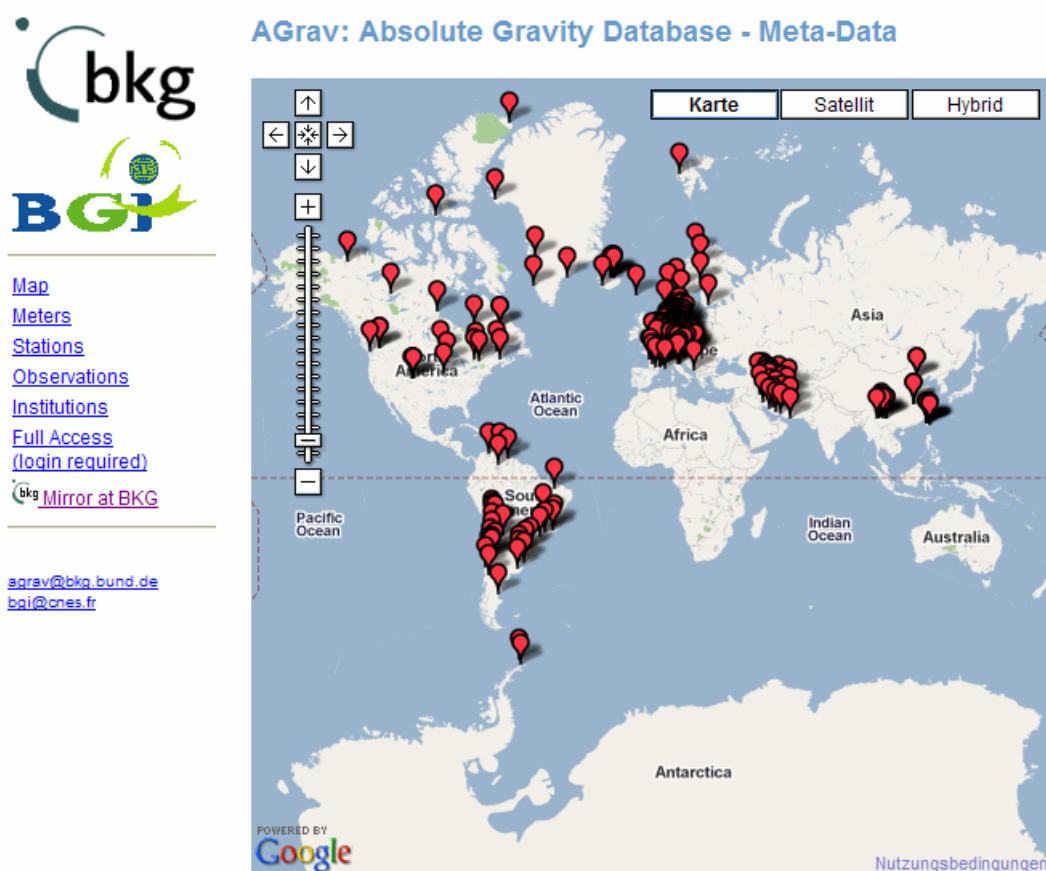 bkg
BGi
AGrav: Absolute Gravity Database - Meta-Data
Map
Meters
Stations
Observations
Institutions
Full Access
(login required)
bkg Mirror at BKG
agrav@bkg.bund.de
bgi@cnes.fr
Karte
Satellit
Hybrid
Asia
America
Atlantic
Ocean
Africa
Pacific
Ocean
Indian
Ocean
Australia
Antarctica
POWERED BY
Google
Nutzungsbedingungen